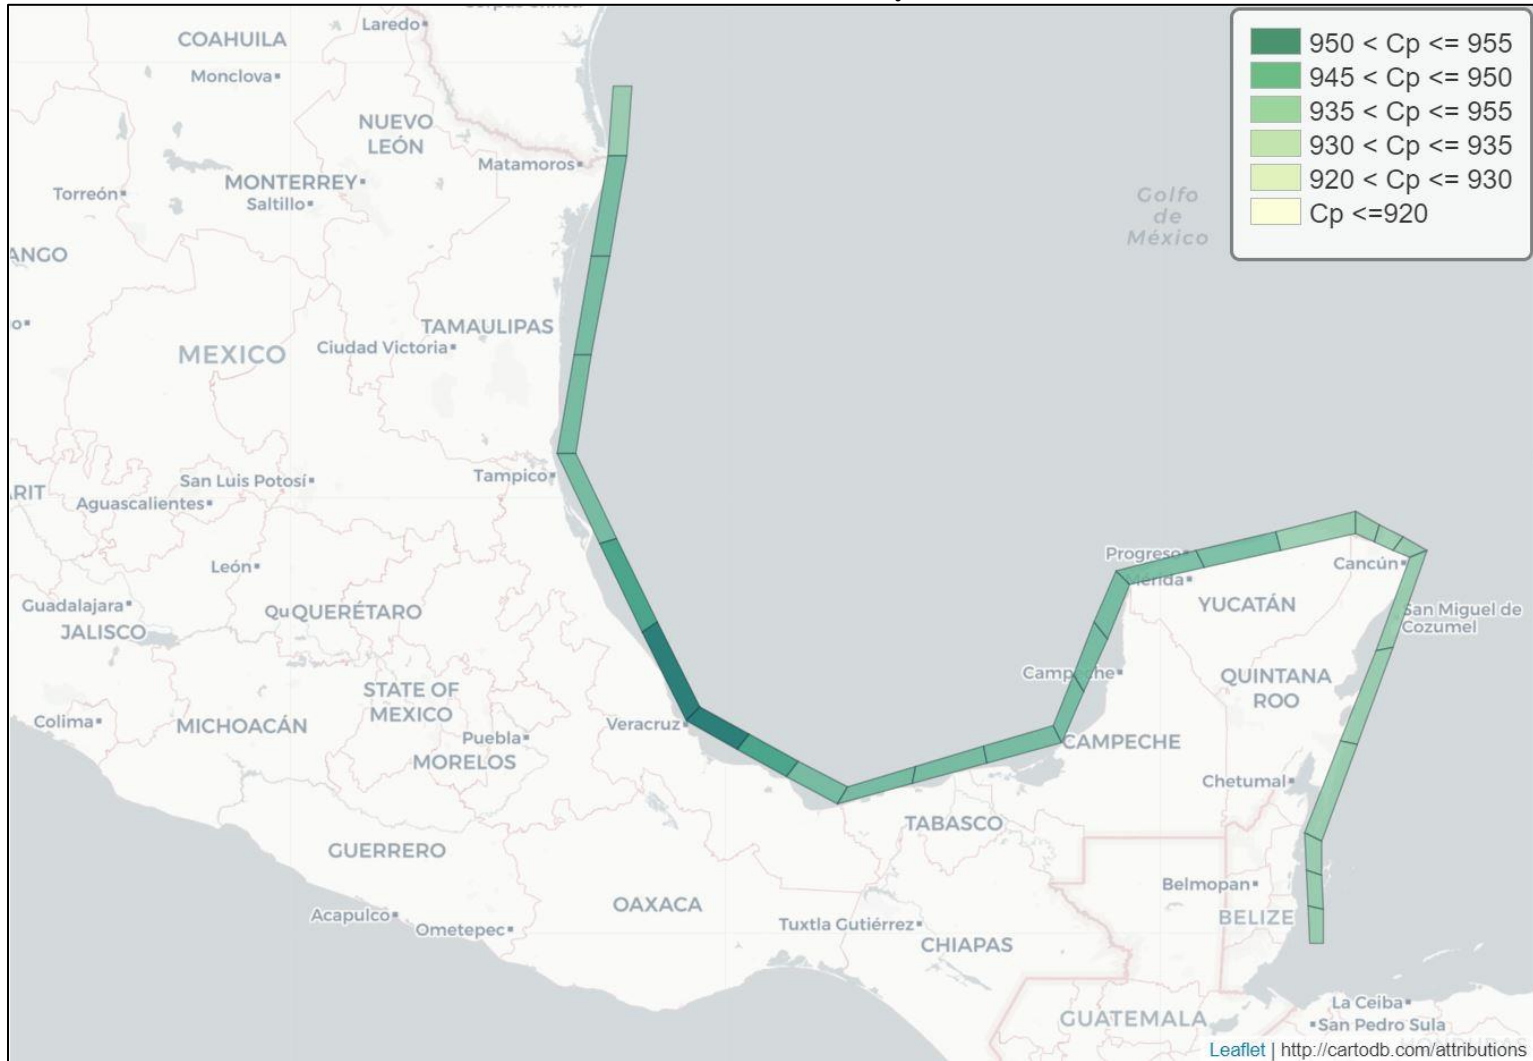 Laredo
COAHUILA
Monclova
NUEVO
LEÓN
Matamoros
MONTERREY
Saltillo
Torreón
ANGO
TAMAULIPAS
Ciudad Victoria
MEXICO
Golfo
de
México
950 < Cp <= 955
945 < Cp <= 950
935 < Cp <= 955
930 < Cp <= 935
920 < Cp <= 930
Cp <=920
San Luis Potosí
Tampico
ARIT
Aguascalientes
León
Guadalajara
JALISCO
QuQUERÉTARO
Progreso
Mérida
YUCATÁN
Cancún
San Miguel de
Cozumel
QUINTANA
ROO
Campeche
CAMPECHE
Colima
MICHOACÁN
STATE OF
MEXICO
Puebla
MORELOS
Veracruz
Chetumal
TABASCO
GUERRERO
Acapulco
Ometepec
OAXACA
Tuxtla Gutiérrez
CHIAPAS
Belmopan
BELIZE
GUATEMALA
La Ceiba
San Pedro Sula
HONDURAS
Leaflet | http://cartodb.com/attributions